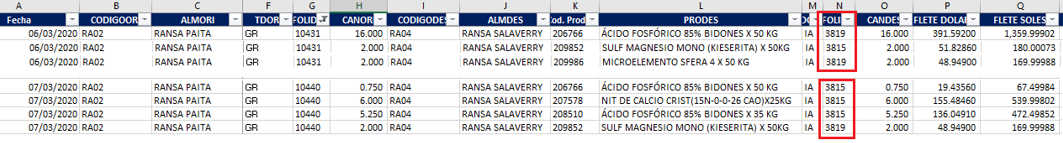 A B C F G H I J K L M N O P Q
Fecha CODIGOOR ALMORI TDOR FOLID CANOR CODIGODES ALMDES Cod. Prod PRODES FOLI CANDES FLETE DOLAR FLETE SOLES
06/03/2020 RA02 RANSA PAITA GR 10431 16.000 RA04 RANSA SALAVERRY 206766 ÁCIDO FOSFÓRICO 85% BIDONES X 50 KG IA 3819 16.000 391.59200 1,359.99902
06/03/2020 RA02 RANSA PAITA GR 10431 2.000 RA04 RANSA SALAVERRY 209852 SULF MAGNESIO MONO (KIESERITA) X 50KG IA 3815 2.000 51.82860 180.00073
06/03/2020 RA02 RANSA PAITA GR 10431 2.000 RA04 RANSA SALAVERRY 209986 MICROELEMENTO SFERA 4 X 50 KG IA 3819 2.000 48.94900 169.99988
07/03/2020 RA02 RANSA PAITA GR 10440 0.750 RA04 RANSA SALAVERRY 206766 ÁCIDO FOSFÓRICO 85% BIDONES X 50 KG IA 3815 0.750 19.43560 67.49984
07/03/2020 RA02 RANSA PAITA GR 10440 6.000 RA04 RANSA SALAVERRY 207578 NIT DE CALCIO CRIST(15N-0-0-26 CAO)X25KG IA 3815 6.000 155.48460 539.99802
07/03/2020 RA02 RANSA PAITA GR 10440 5.250 RA04 RANSA SALAVERRY 208510 ÁCIDO FOSFÓRICO 85% BIDONES X 35 KG IA 3815 5.250 136.04910 472.49852
07/03/2020 RA02 RANSA PAITA GR 10440 2.000 RA04 RANSA SALAVERRY 209852 SULF MAGNESIO MONO (KIESERITA) X 50KG IA 3819 2.000 48.94900 169.99988